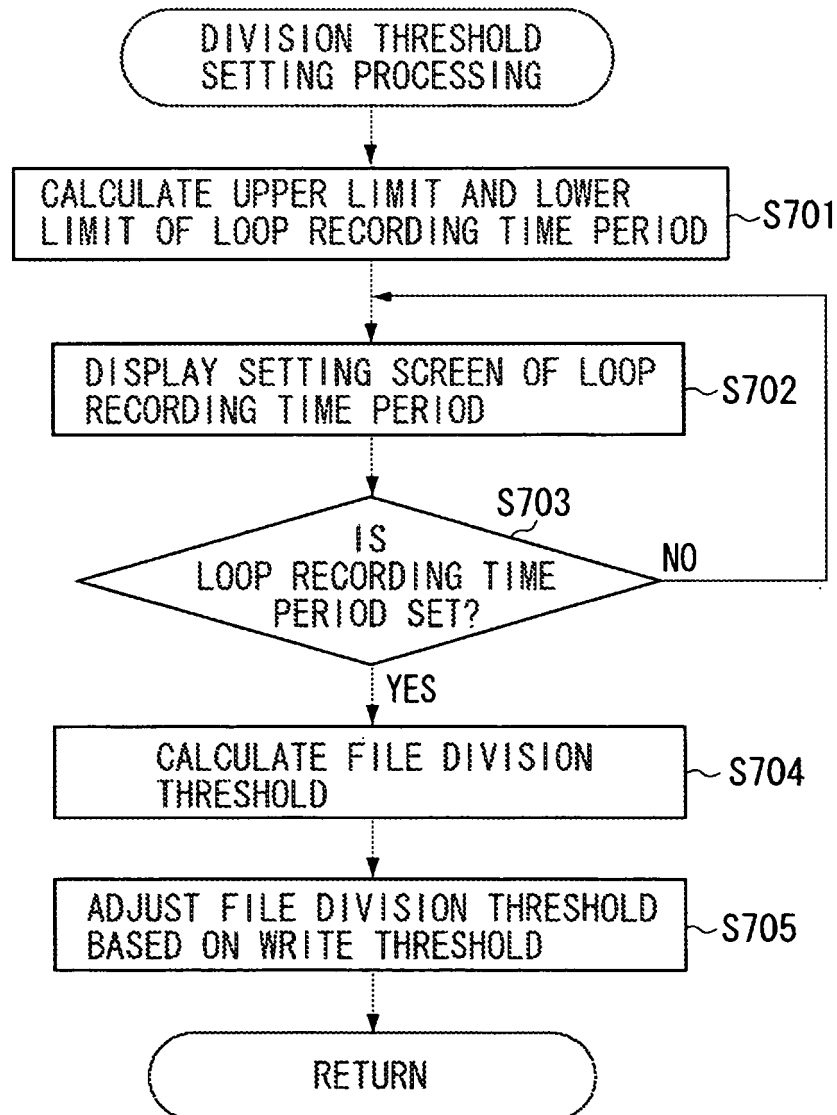 DIVISION THRESHOLD
SETTING PROCESSING
CALCULATE UPPER LIMIT AND LOWER
LIMIT OF LOOP RECORDING TIME PERIOD
S701
DISPLAY SETTING SCREEN OF LOOP
RECORDING TIME PERIOD
S702
S703
IS
LOOP RECORDING TIME
PERIOD SET?
NO
YES
CALCULATE FILE DIVISION
THRESHOLD
S704
ADJUST FILE DIVISION THRESHOLD
BASED ON WRITE THRESHOLD
S705
RETURN